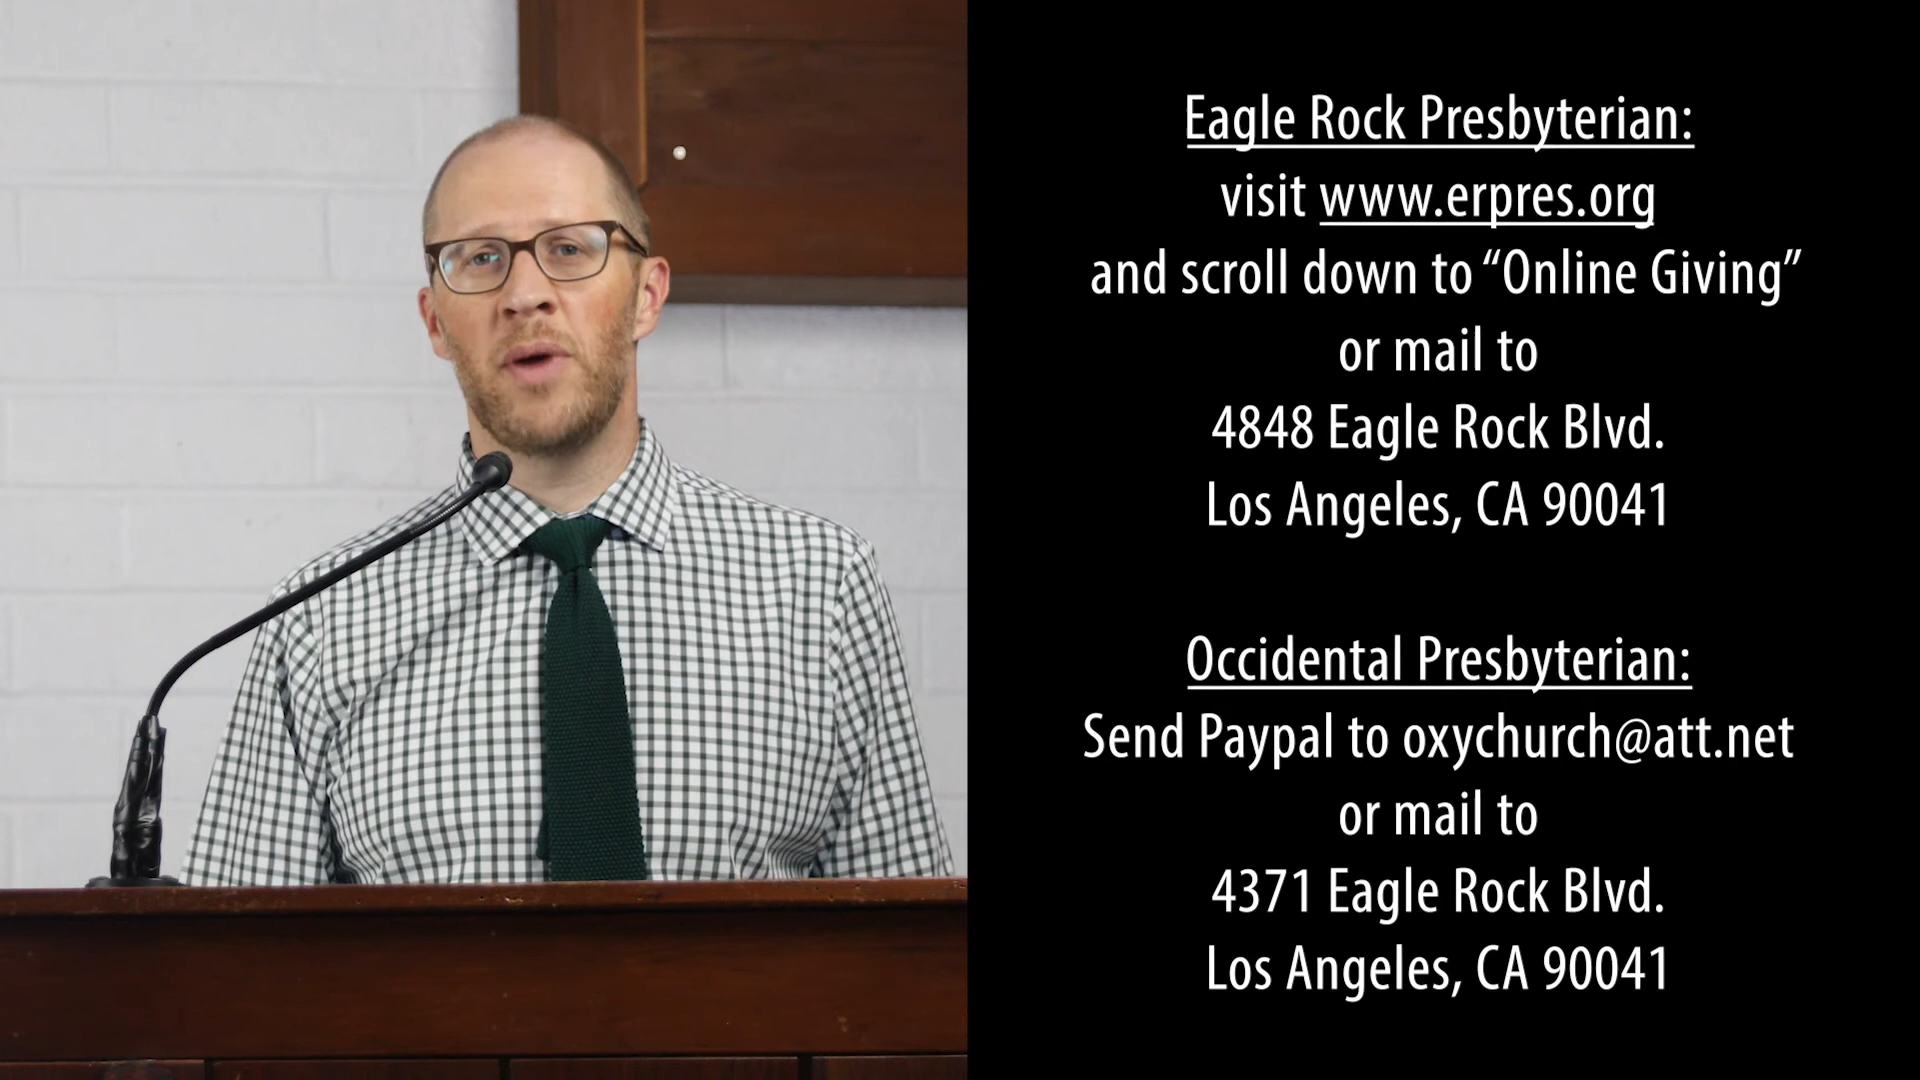 Eagle Rock Presbyterian:
visit www.erpres.org
and scroll down to “Online Giving”
or mail to
4848 Eagle Rock Blvd.
Los Angeles, CA 90041
Occidental Presbyterian:
Send Paypal to oxychurch@att.net
or mail to
4371 Eagle Rock Blvd.
Los Angeles, CA 90041